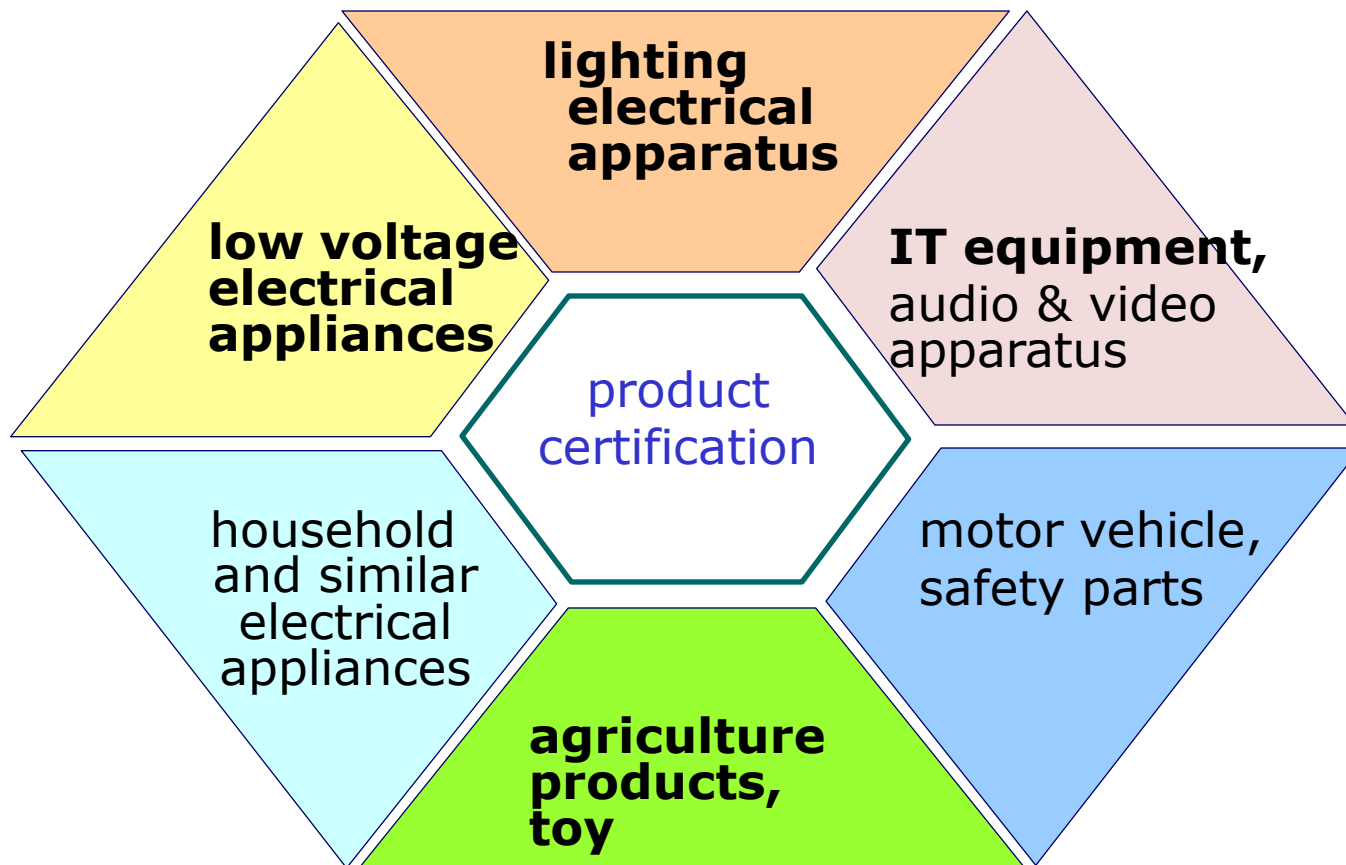 lighting
electrical
apparatus
low voltage
electrical
appliances
IT equipment,
audio & video
apparatus
product
certification
household
and similar
electrical
appliances
motor vehicle,
safety parts
agriculture
products,
toy